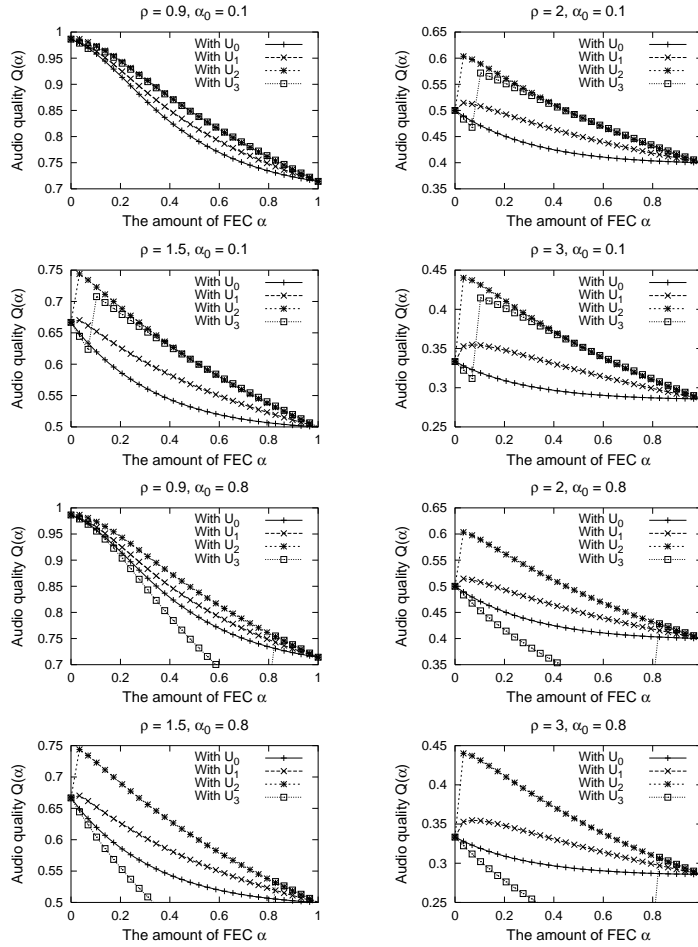 ρ = 0.9, α0 = 0.1
Audio quality Q(α)
1
0.95
0.9
0.85
0.8
0.75
0.7
With U0
With U1
With U2
With U3
0 0.2 0.4 0.6 0.8 1
The amount of FEC α
ρ = 2, α0 = 0.1
Audio quality Q(α)
0.65
0.6
0.55
0.5
0.45
0.4
0.35
With U0
With U1
With U2
With U3
0 0.2 0.4 0.6 0.8
The amount of FEC α
ρ = 1.5, α0 = 0.1
Audio quality Q(α)
0.75
0.7
0.65
0.6
0.55
0.5
With U0
With U1
With U2
With U3
0 0.2 0.4 0.6 0.8 1
The amount of FEC α
ρ = 3, α0 = 0.1
Audio quality Q(α)
0.45
0.4
0.35
0.3
0.25
With U0
With U1
With U2
With U3
0 0.2 0.4 0.6 0.8
The amount of FEC α
ρ = 0.9, α0 = 0.8
Audio quality Q(α)
1
0.95
0.9
0.85
0.8
0.75
0.7
With U0
With U1
With U2
With U3
0 0.2 0.4 0.6 0.8 1
The amount of FEC α
ρ = 2, α0 = 0.8
Audio quality Q(α)
0.65
0.6
0.55
0.5
0.45
0.4
0.35
With U0
With U1
With U2
With U3
0 0.2 0.4 0.6 0.8
The amount of FEC α
ρ = 1.5, α0 = 0.8
Audio quality Q(α)
0.75
0.7
0.65
0.6
0.55
0.5
With U0
With U1
With U2
With U3
0 0.2 0.4 0.6 0.8 1
The amount of FEC α
ρ = 3, α0 = 0.8
Audio quality Q(α)
0.45
0.4
0.35
0.3
0.25
With U0
With U1
With U2
With U3
0 0.2 0.4 0.6 0.8
The amount of FEC α